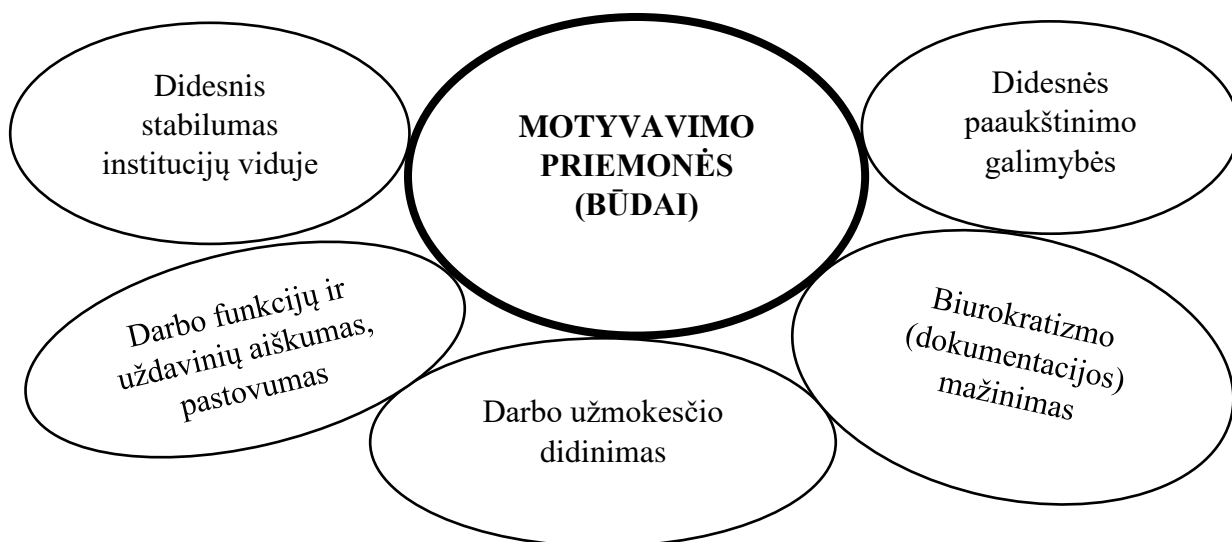 Didesnis
stabilumas
institucijų viduje
MOTYVAVIMO
PRIEMONĖS
(BŪDAI)
Didesnės
paaukštinimo
galimybės
Darbo funkcijų ir
uždavinių aiškumas,
pastovumas
Darbo užmokesčio
didinimas
Biurokratizmo
(dokumentacijos)
mažinimas